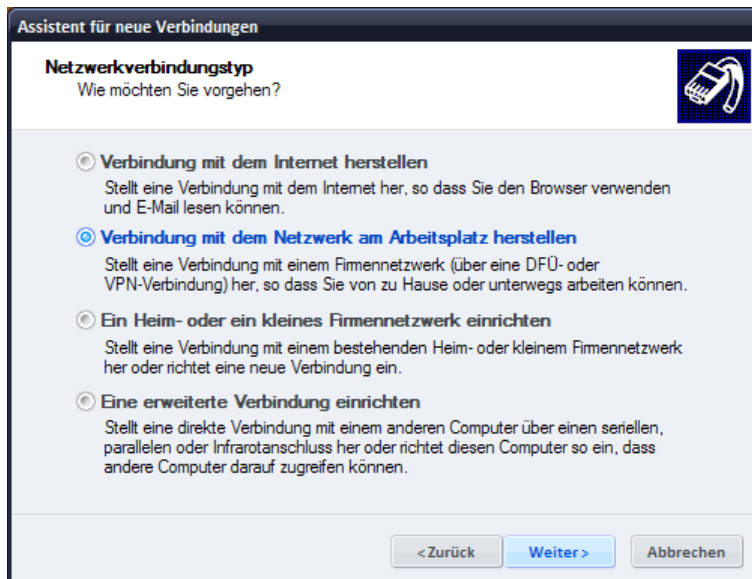 Assistent für neue Verbindungen
Netzwerkverbindungstyp
Wie möchten Sie vorgehen?
Verbindung mit dem Internet herstellen
Stellt eine Verbindung mit dem Internet her, so dass Sie den Browser verwenden
und E-Mail lesen können.
Verbindung mit dem Netzwerk am Arbeitsplatz herstellen
Stellt eine Verbindung mit einem Firmennetzwerk (über eine DFÜ- oder
VPN-Verbindung) her, so dass Sie von zu Hause oder unterwegs arbeiten können.
Ein Heim- oder ein kleines Firmennetzwerk einrichten
Stellt eine Verbindung mit einem bestehenden Heim- oder kleinem Firmennetzwerk
her oder richtet eine neue Verbindung ein.
Eine erweiterte Verbindung einrichten
Stellt eine direkte Verbindung mit einem anderen Computer über einen seriellen,
parallelen oder Infrarotanschluss her oder richtet diesen Computer so ein, dass
andere Computer darauf zugreifen können.
< Zurück Weiter > Abbrechen